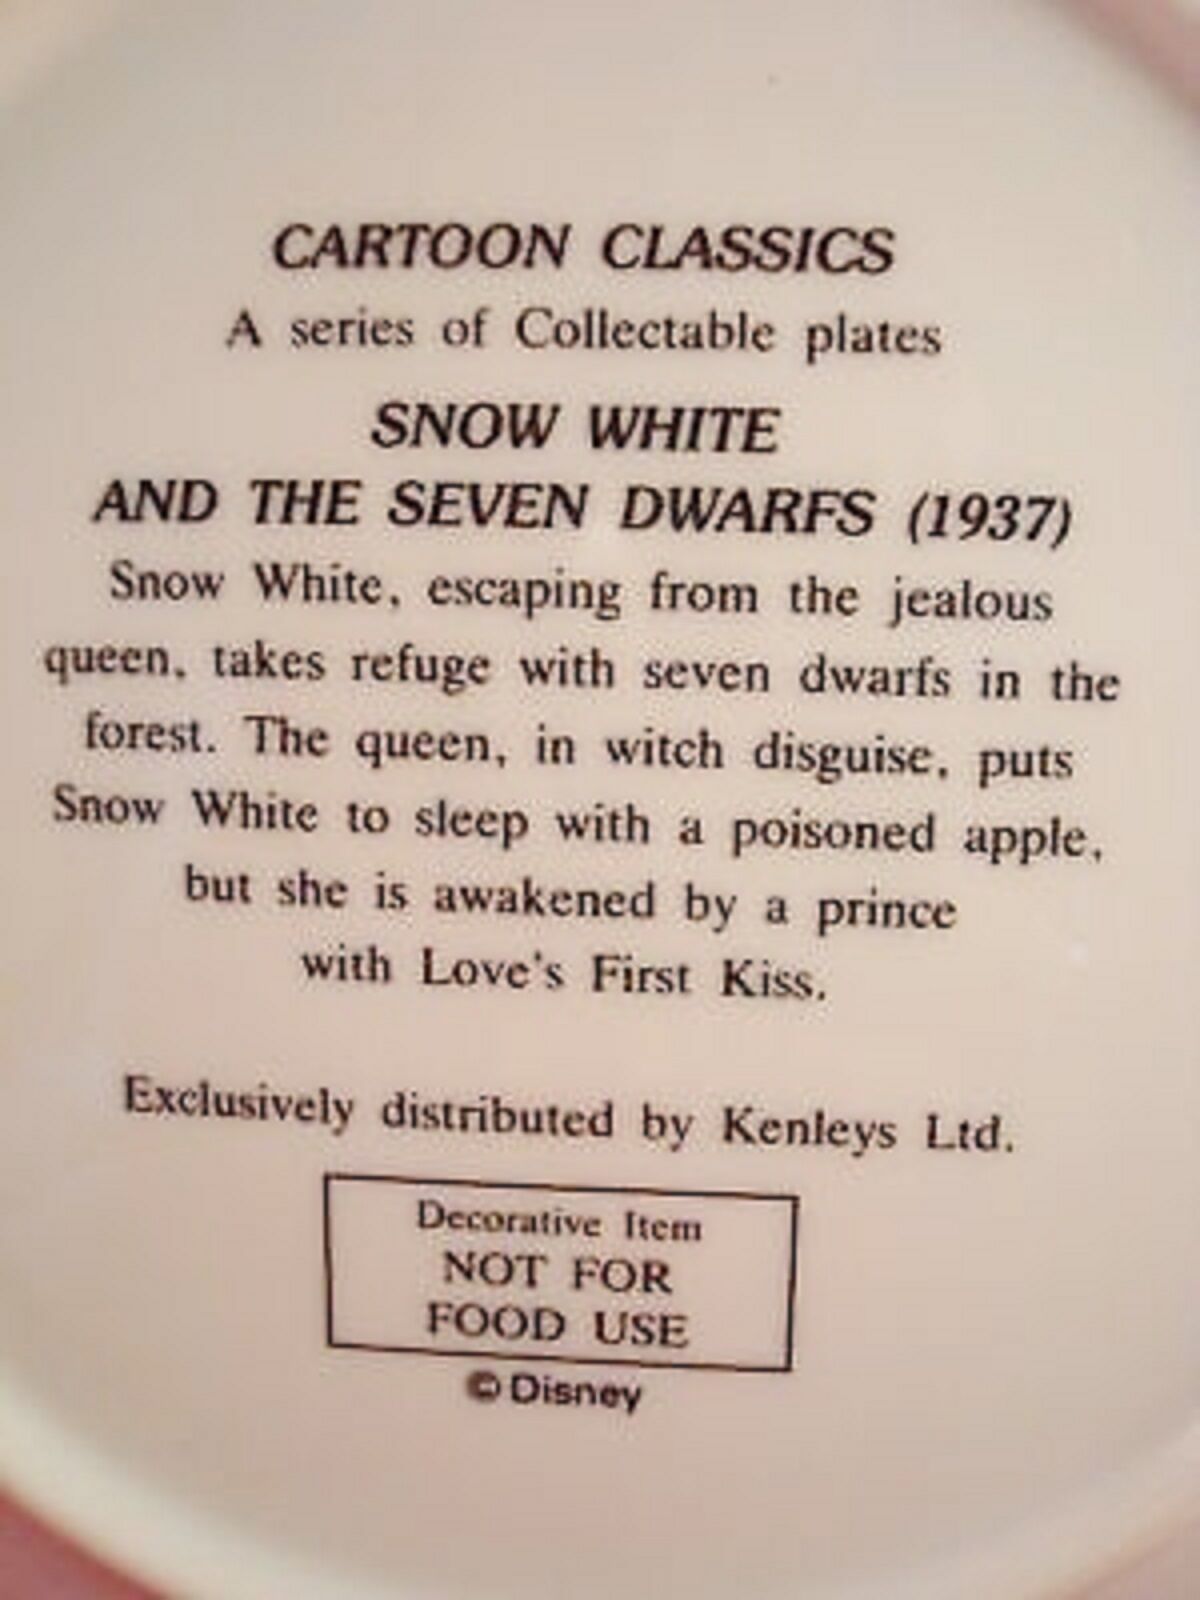 CARTOON CLASSICS
A series of Collectable plates
SNOW WHITE
AND THE SEVEN DWARFS (1937)
Snow White, escaping from the jealous
queen, takes refuge with seven dwarfs in the
forest. The queen, in witch disguise, puts
Snow White to sleep with a poisoned apple,
but she is awakened by a prince
with Love's First Kiss.
Exclusively distributed by Kenleys Ltd.
Decorative Item
NOT FOR
FOOD USE
© Disney